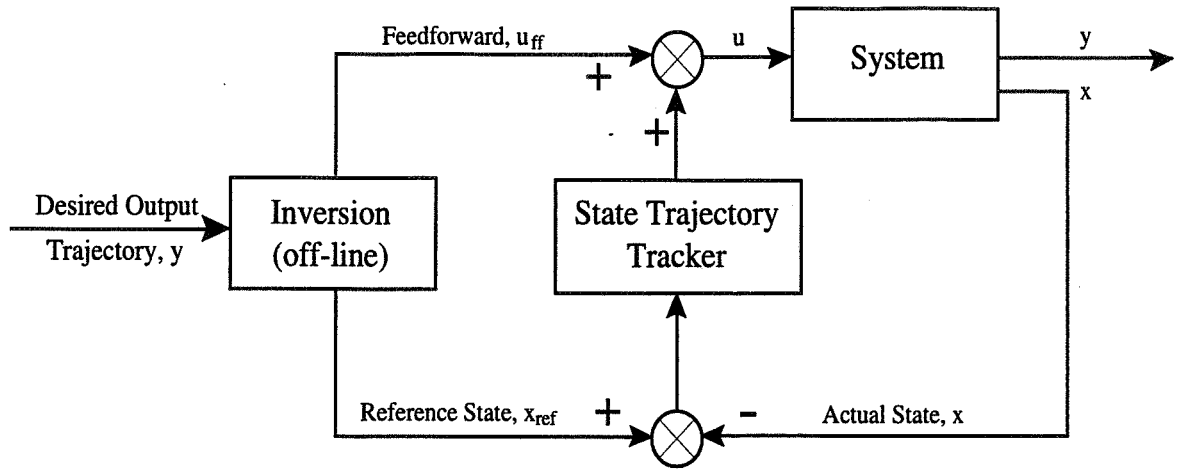 Feedforward, u_ff
u
System
y
x
+
+
Desired Output
Trajectory, y
Inversion
(off-line)
State Trajectory
Tracker
Reference State, x_ref
+
-
Actual State, x